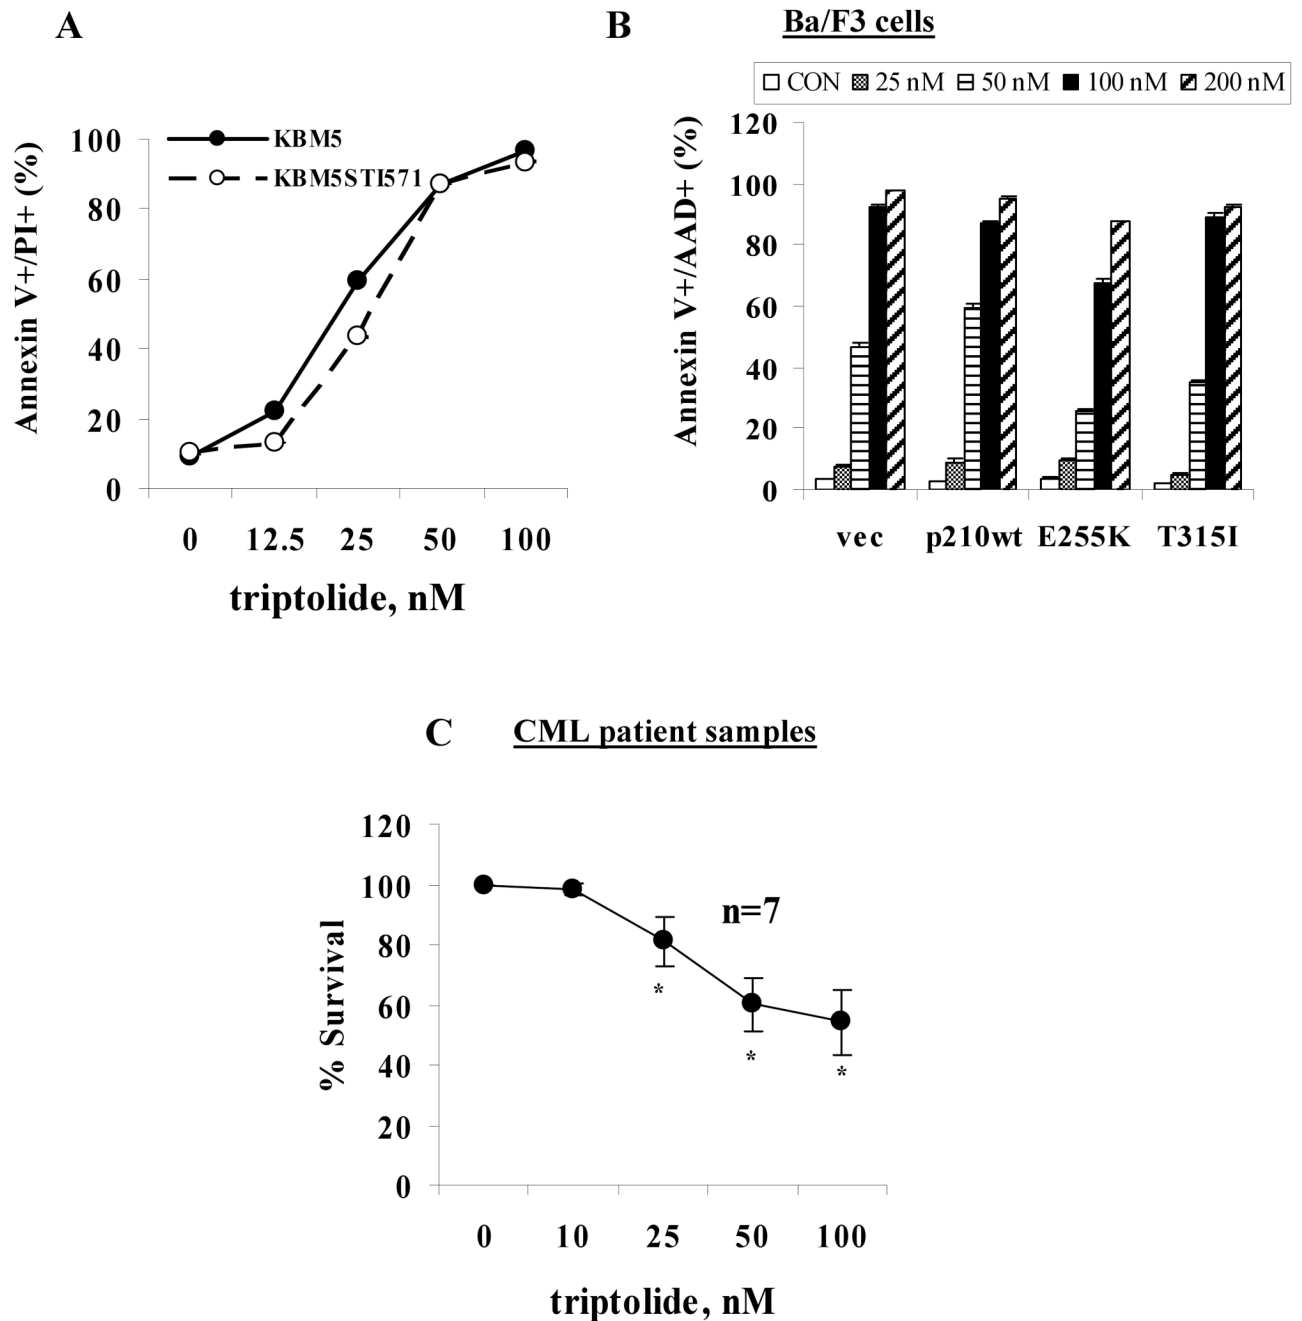 A
Annexin V+/PI+ (%)
100
80
60
40
20
0
KBM5
KBM5STI571
0 12.5 25 50 100
triptolide, nM
B
Ba/F3 cells
CON 25 nM 50 nM 100 nM 200 nM
Annexin V+/AAD+ (%)
120
100
80
60
40
20
0
vec p210wt E255K T315I
C
CML patient samples
% Survival
120
100
80
60
40
20
0
n=7
*
*
*
0 10 25 50 100
triptolide, nM